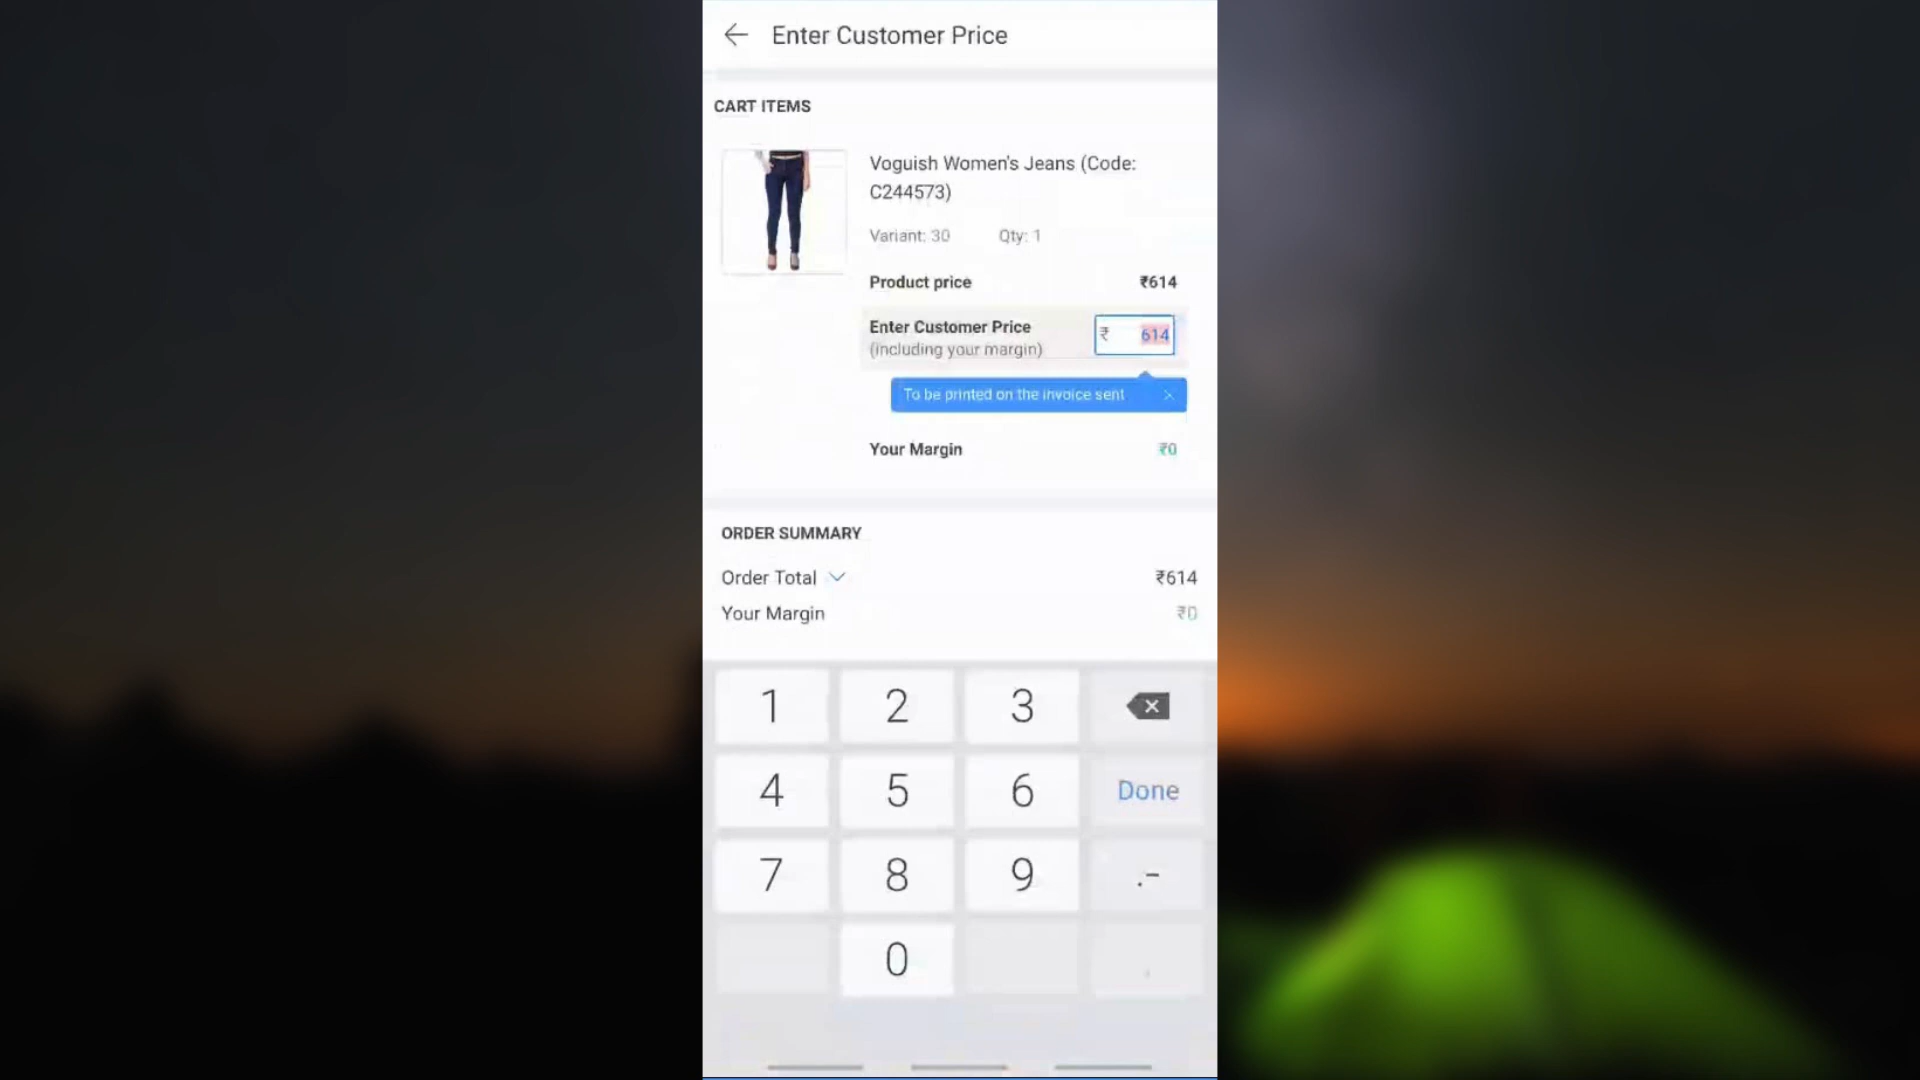 Enter Customer Price
CART ITEMS
Voguish Women's Jeans (Code:
C244573)
Variant: 30 Qty: 1
Product price ₹614
Enter Customer Price
(including your margin) ₹ 614
To be printed on the invoice sent
Your Margin ₹0
ORDER SUMMARY
Order Total ₹614
Your Margin ₹0
1 2 3
4 5 6 Done
7 8 9 .-
0 ,